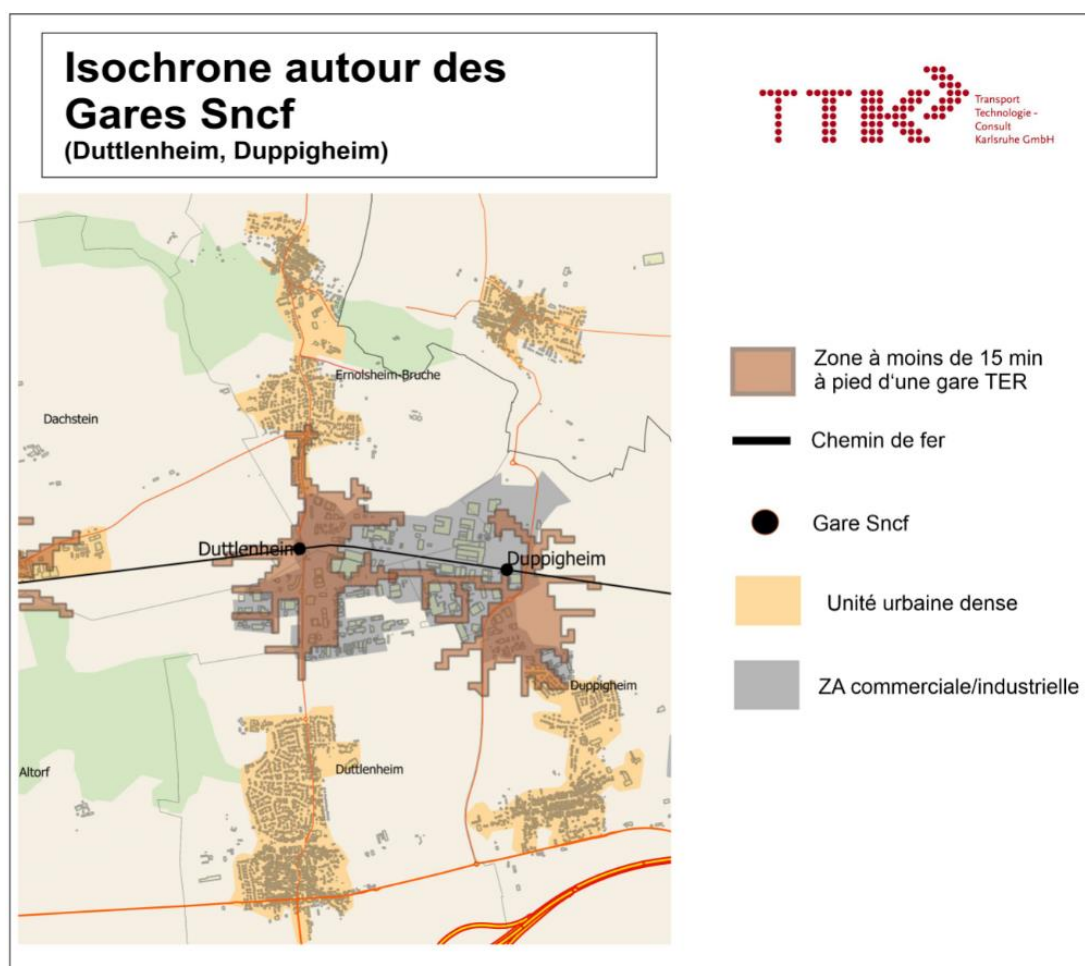 Isochrone autour des
Gares Sncf
(Duttlenheim, Duppigheim)
TTK
Transport
Technologie -
Consult
Karlsruhe GmbH
Ernolsheim-Bruche
Dachstein
Duttlenheim
Duppigheim
Duppigheim
Duttlenheim
Altorf
Zone à moins de 15 min
à pied d‘une gare TER
Chemin de fer
Gare Sncf
Unité urbaine dense
ZA commerciale/industrielle